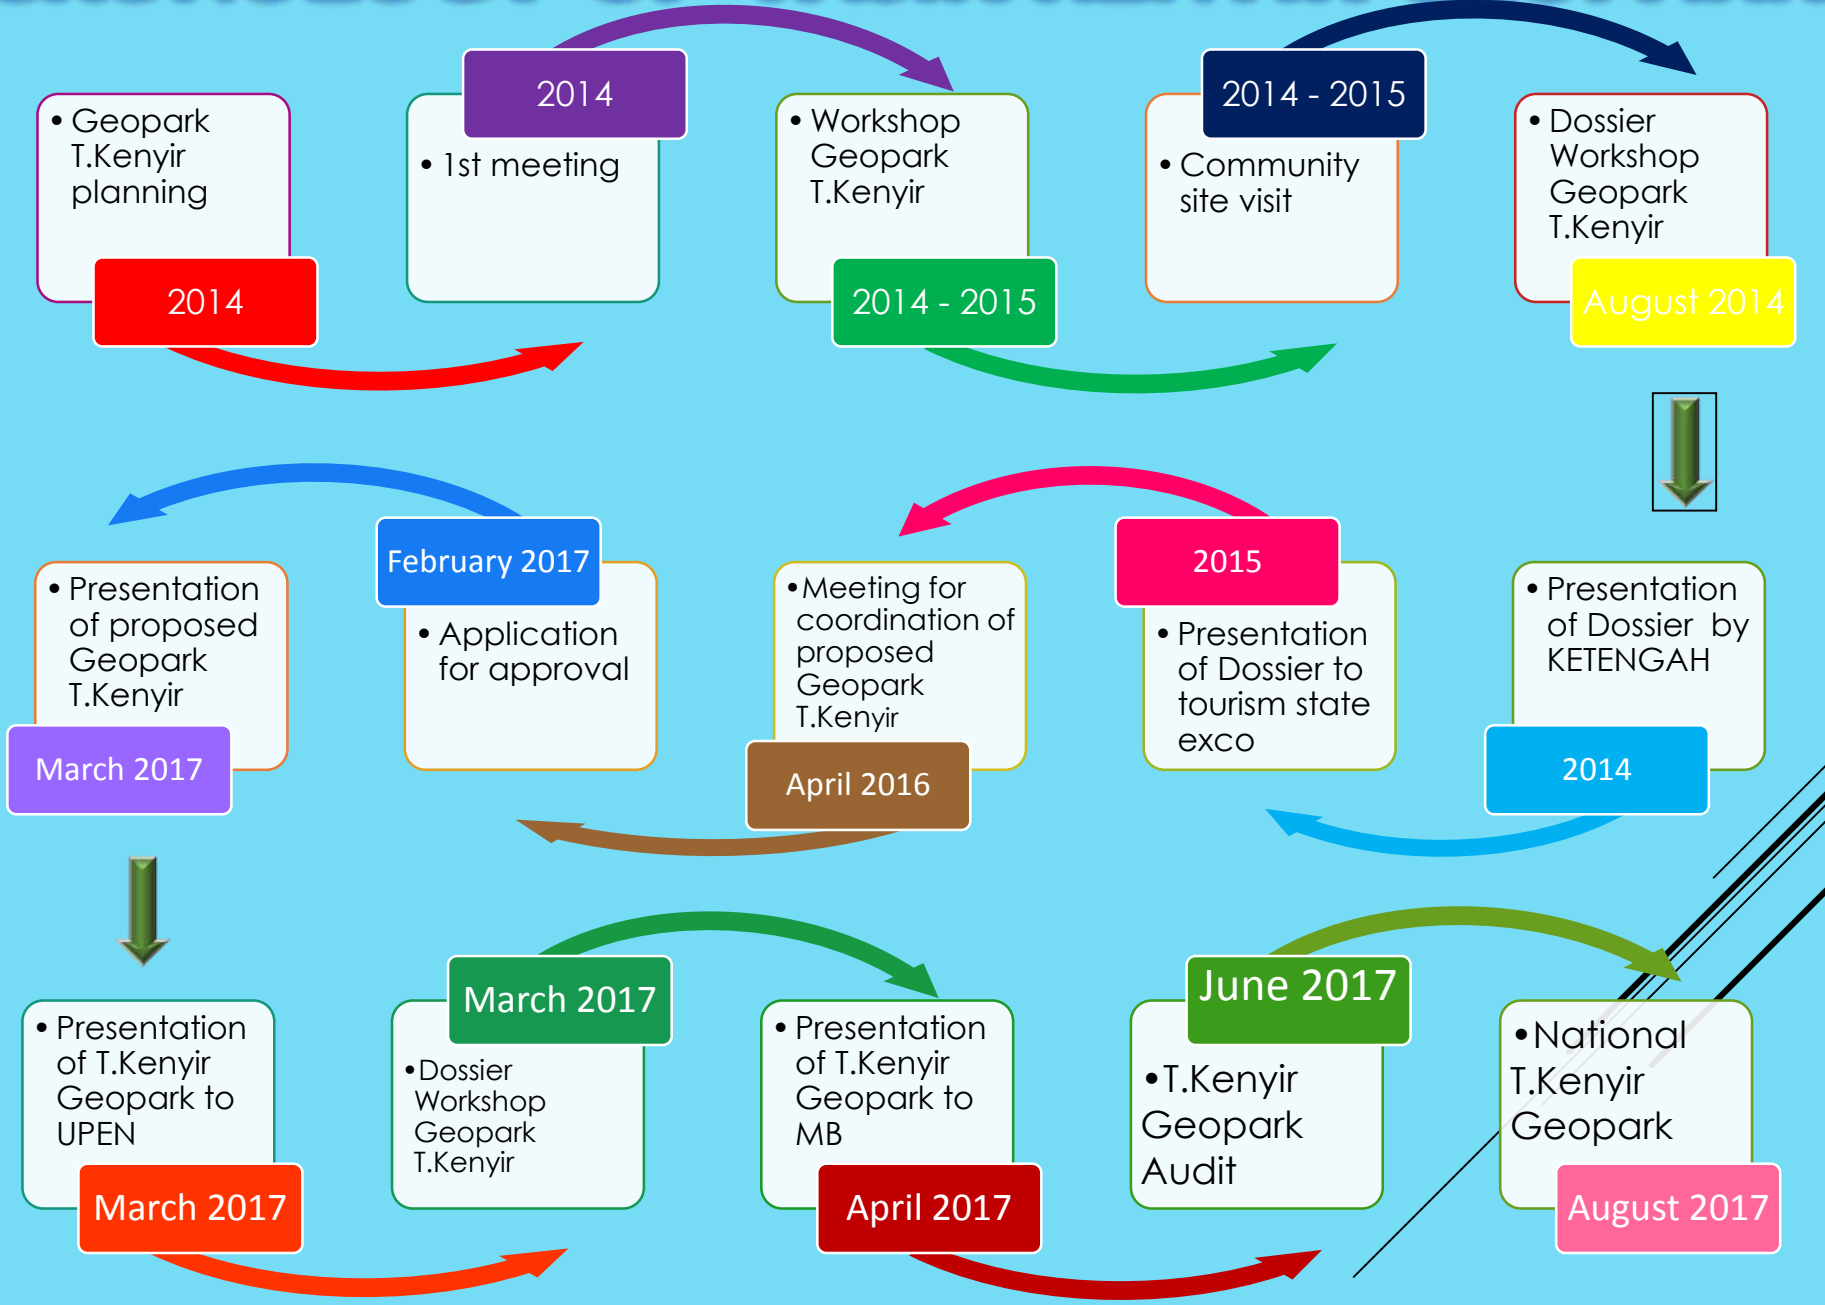 2014
2014 - 2015
• Geopark
T.Kenyir
planning
2014
• 1st meeting
• Workshop
Geopark
T.Kenyir
2014 - 2015
• Community
site visit
• Dossier
Workshop
Geopark
T.Kenyir
August 2014
• Presentation
of proposed
Geopark
T.Kenyir
March 2017
February 2017
• Application
for approval
•Meeting for
coordination of
proposed
Geopark
T.Kenyir
April 2016
2015
• Presentation
of Dossier to
tourism state
exco
• Presentation
of Dossier by
KETENGAH
2014
• Presentation
of T.Kenyir
Geopark to
UPEN
March 2017
March 2017
•Dossier
Workshop
Geopark
T.Kenyir
• Presentation
of T.Kenyir
Geopark to
MB
April 2017
June 2017
•T.Kenyir
Geopark
Audit
•National
T.Kenyir
Geopark
August 2017